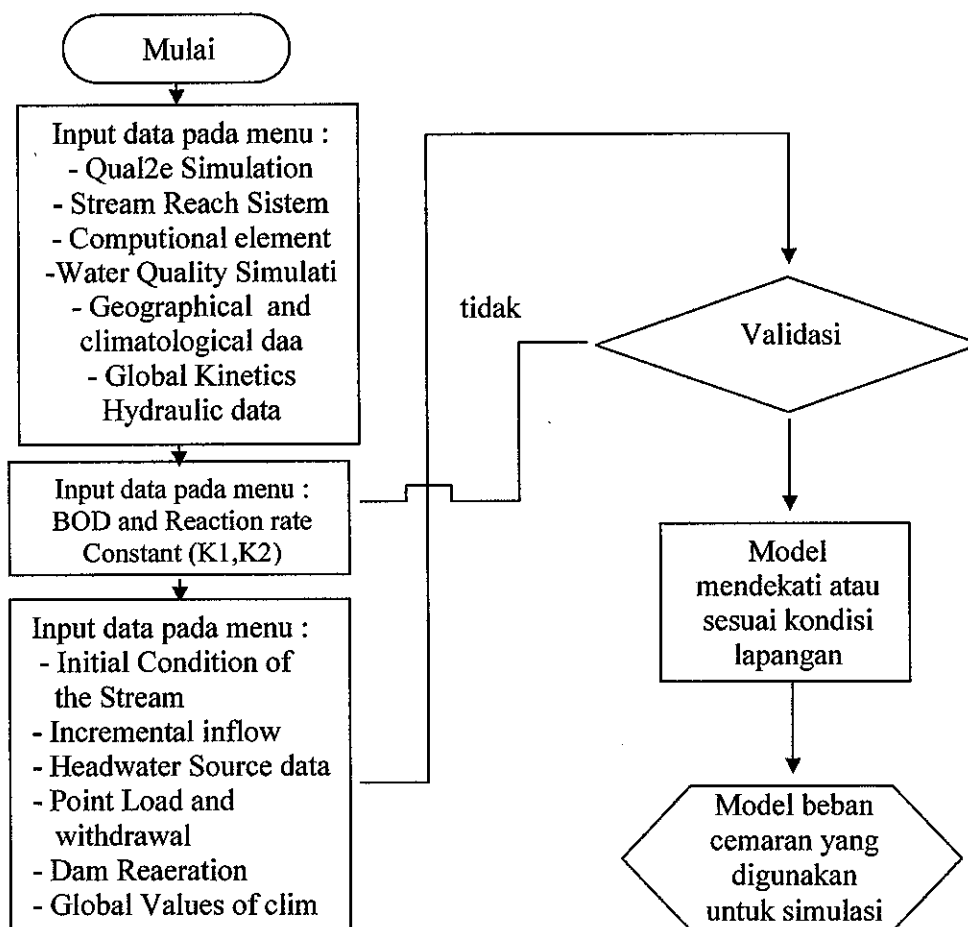 Mulai
Input data pada menu :
- Qual2e Simulation
- Stream Reach Sistem
- Computional element
-Water Quality Simulati
- Geographical and
climatological daa
- Global Kinetics
Hydraulic data
Input data pada menu :
BOD and Reaction rate
Constant (K1,K2)
Input data pada menu :
- Initial Condition of
the Stream
- Incremental inflow
- Headwater Source data
- Point Load and
withdrawal
- Dam Reaeration
- Global Values of clim
tidak
Validasi
Model
mendekati atau
sesuai kondisi
lapangan
Model beban
cemaran yang
digunakan
untuk simulasi